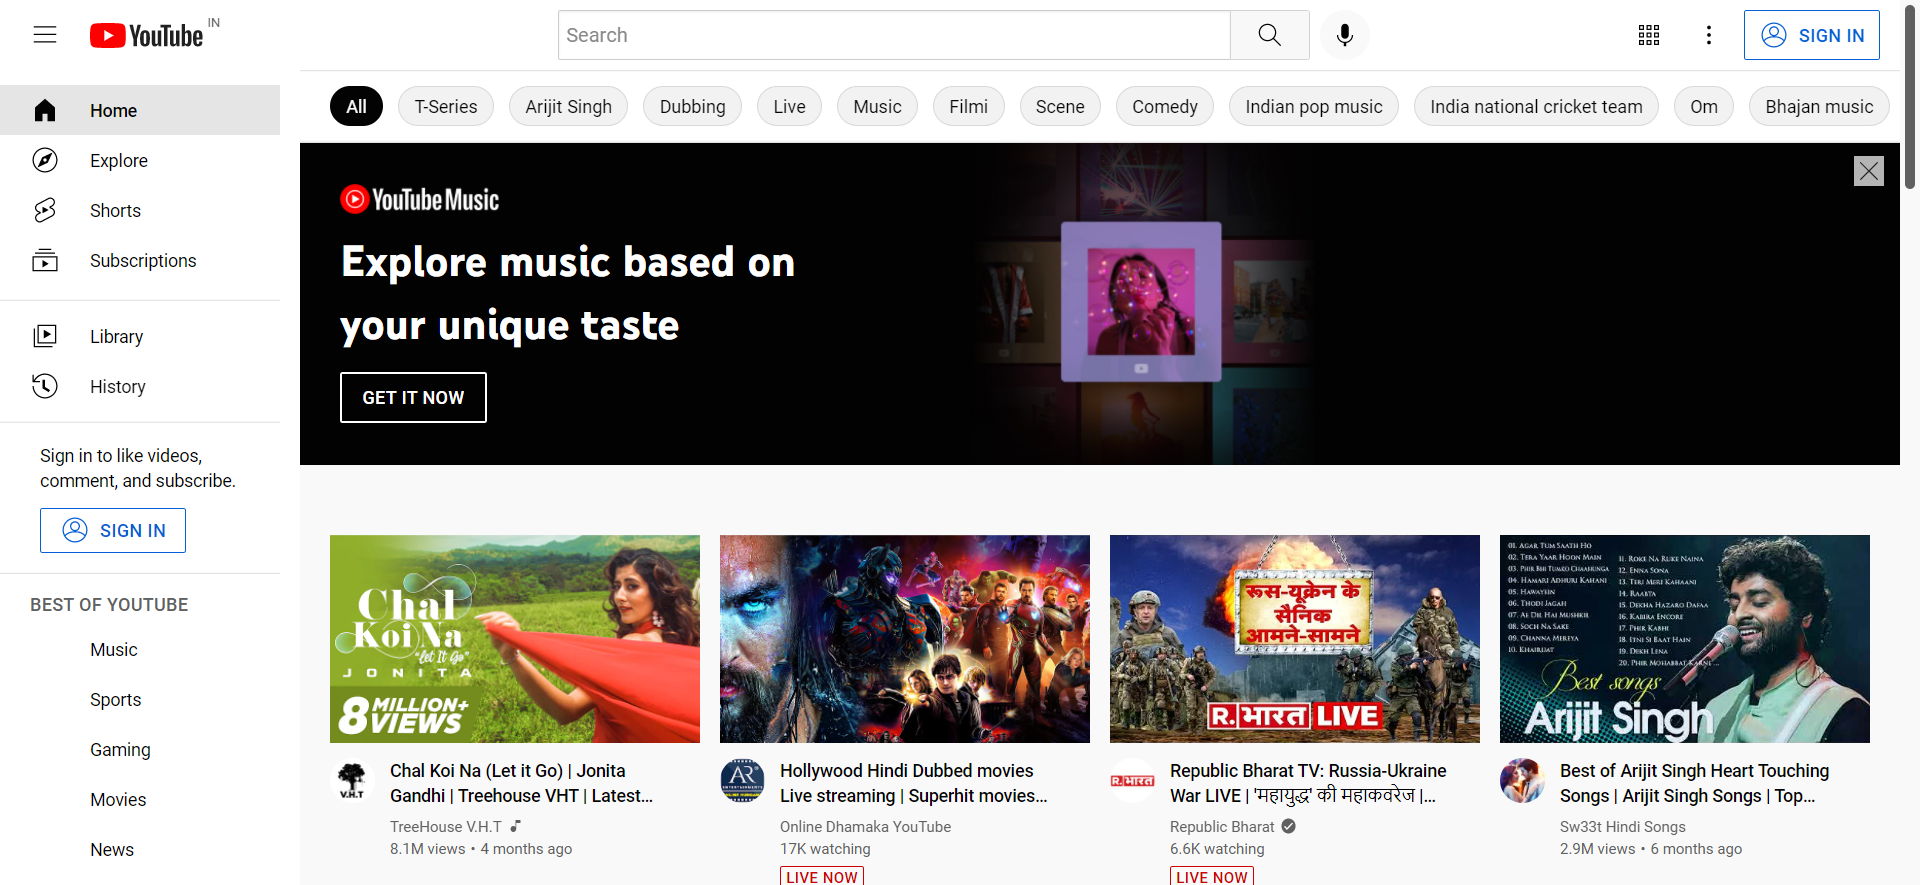 YouTube IN
Search
SIGN IN
Home
Explore
Shorts
Subscriptions
Library
History
Sign in to like videos,
comment, and subscribe.
SIGN IN
BEST OF YOUTUBE
Music
Sports
Gaming
Movies
News
All T-Series Arijit Singh Dubbing Live Music Filmi Scene Comedy Indian pop music India national cricket team Om Bhajan music
YouTube Music
Explore music based on
your unique taste
GET IT NOW
Chal
Koi Na
"Let It Go"
JONITA
8 MILLION+
VIEWS
V.H.T
Chal Koi Na (Let it Go) | Jonita
Gandhi | Treehouse VHT | Latest...
TreeHouse V.H.T
8.1M views • 4 months ago
AR
Hollywood Hindi Dubbed movies
Live streaming | Superhit movies...
Online Dhamaka YouTube
17K watching
LIVE NOW
रूस-यूक्रेन के
सैनिक
आमने-सामने
R.भारत LIVE
R.भारत
Republic Bharat TV: Russia-Ukraine
War LIVE | 'महायुद्ध' की महाकवरेज |...
Republic Bharat
6.6K watching
LIVE NOW
01. Agar Tum Saath Ho
02. Tera Yaar Hoon Main
03. Phir Bhi Tumko Chaahunga
04. Hamari Adhuri Kahani
05. Hawayein
06. Thodi Jagah
07. Ae Dil Hai Mushkil
08. Soch Na Sake
09. Channa Mereya
10. Khairiyat
11. Roke Na Ruke Naina
12. Enna Sona
13. Teri Meri Kahaani
14. Raabta
15. Dekha Hazaro Dafaa
16. Kabira Encore
17. Phir Kabhi
18. Itni Si Baat Hain
19. Dekh Lena
20. Phir Mohabbat Karne ...
Best songs
Arijit Singh
Best of Arijit Singh Heart Touching
Songs | Arijit Singh Songs | Top...
Sw33t Hindi Songs
2.9M views • 6 months ago